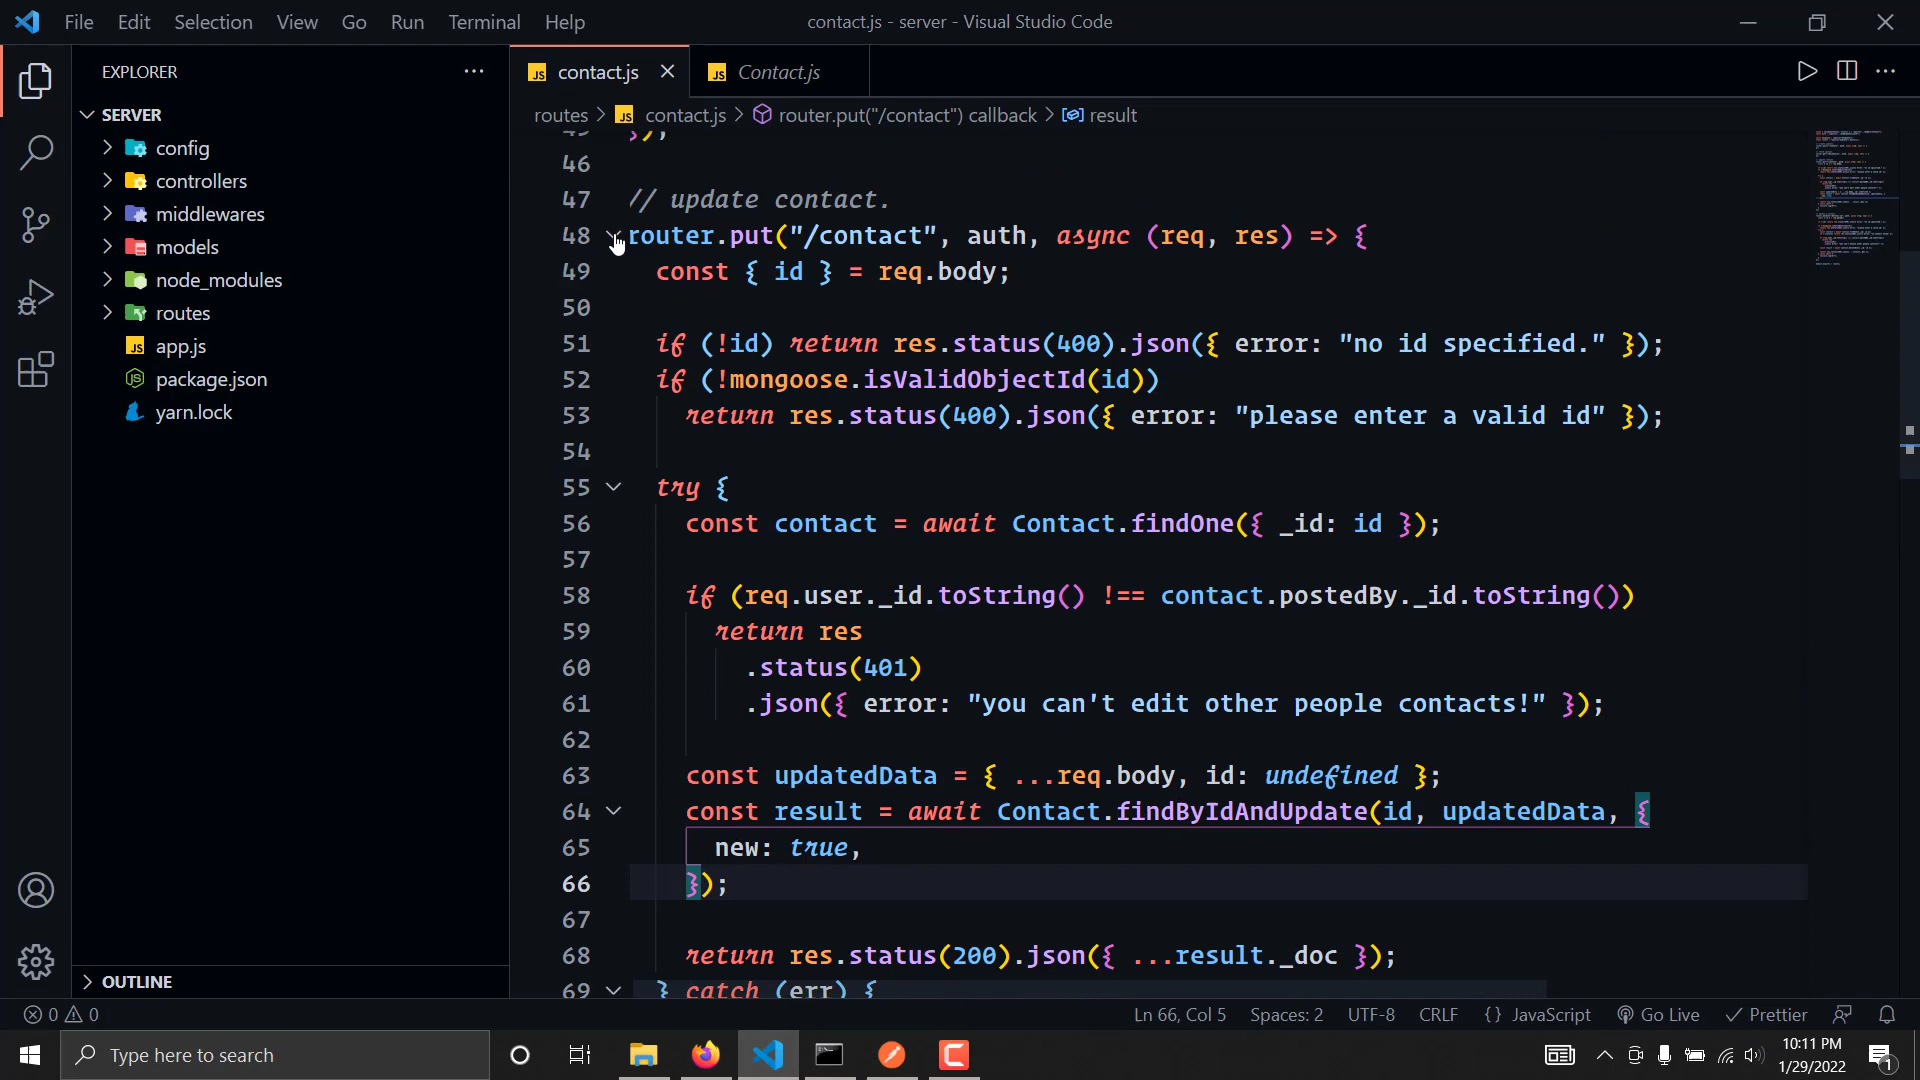 File Edit Selection View Go Run Terminal Help contact.js - server - Visual Studio Code
EXPLORER
SERVER
config
controllers
middlewares
models
node_modules
routes
app.js
package.json
yarn.lock
OUTLINE
contact.js Contact.js
routes > contact.js > router.put("/contact") callback > result
45 });
46
47 // update contact.
48 router.put("/contact", auth, async (req, res) => {
49 const { id } = req.body;
50
51 if (!id) return res.status(400).json({ error: "no id specified." });
52 if (!mongoose.isValidObjectId(id))
53 return res.status(400).json({ error: "please enter a valid id" });
54
55 try {
56 const contact = await Contact.findOne({ _id: id });
57
58 if (req.user._id.toString() !== contact.postedBy._id.toString())
59 return res
60 .status(401)
61 .json({ error: "you can't edit other people contacts!" });
62
63 const updatedData = { ...req.body, id: undefined };
64 const result = await Contact.findByIdAndUpdate(id, updatedData, {
65 new: true,
66 });
67
68 return res.status(200).json({ ...result._doc });
69 } catch (err) {
0 0 Ln 66, Col 5 Spaces: 2 UTF-8 CRLF {} JavaScript Go Live Prettier
Type here to search
10:11 PM
1/29/2022
1